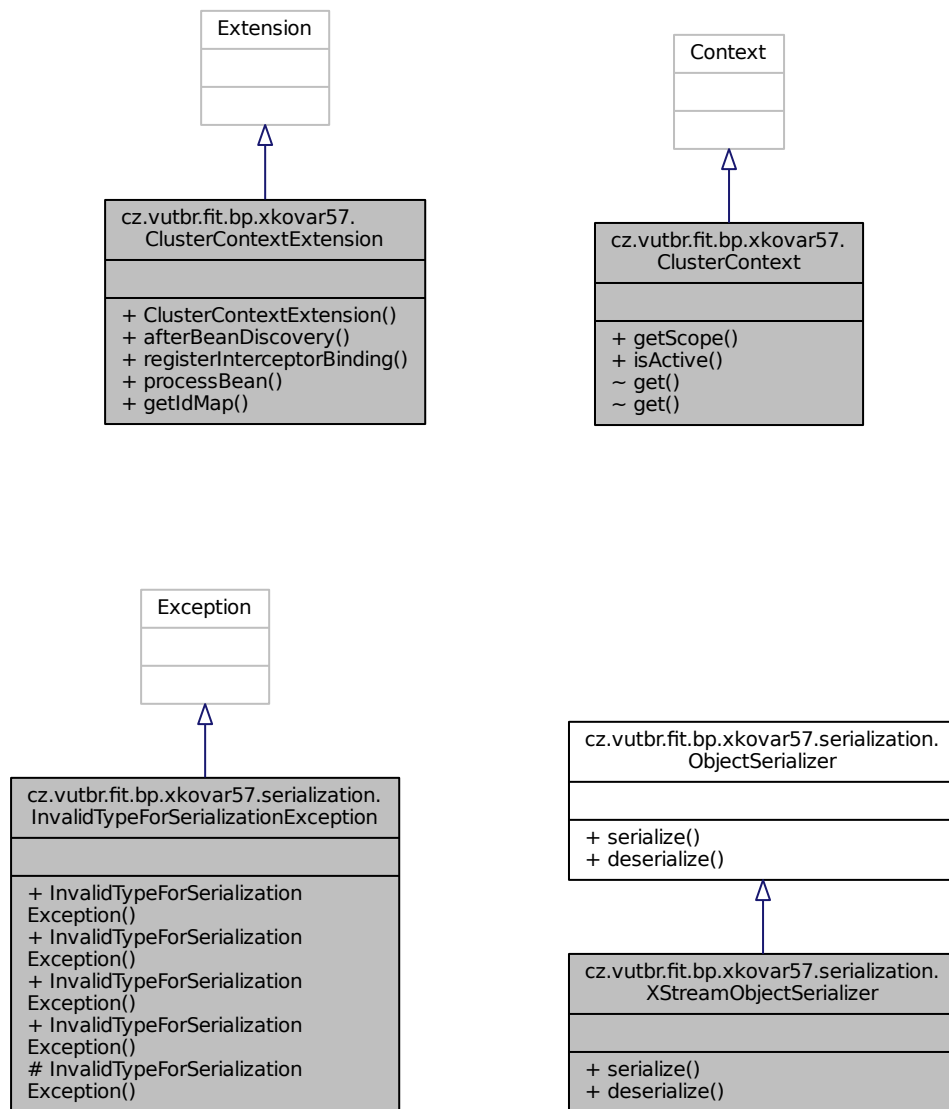 Extension
cz.vutbr.fit.bp.xkovar57.
ClusterContextExtension
+ ClusterContextExtension()
+ afterBeanDiscovery()
+ registerInterceptorBinding()
+ processBean()
+ getIdMap()
Context
cz.vutbr.fit.bp.xkovar57.
ClusterContext
+ getScope()
+ isActive()
~ get()
~ get()
Exception
cz.vutbr.fit.bp.xkovar57.serialization.
InvalidTypeForSerializationException
+ InvalidTypeForSerialization
Exception()
+ InvalidTypeForSerialization
Exception()
+ InvalidTypeForSerialization
Exception()
+ InvalidTypeForSerialization
Exception()
# InvalidTypeForSerialization
Exception()
cz.vutbr.fit.bp.xkovar57.serialization.
ObjectSerializer
+ serialize()
+ deserialize()
cz.vutbr.fit.bp.xkovar57.serialization.
XStreamObjectSerializer
+ serialize()
+ deserialize()